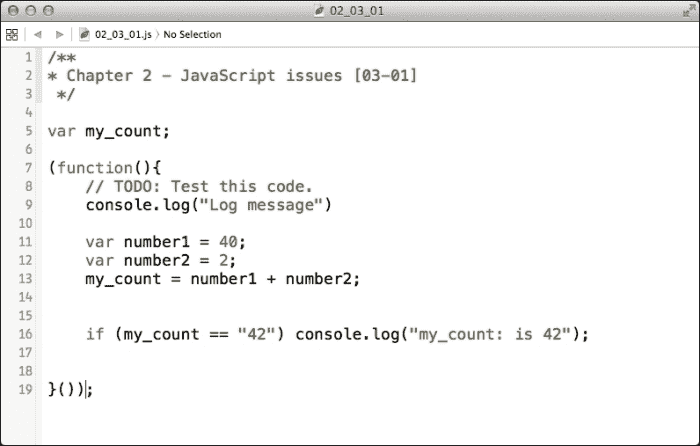 02_03_01
02_03_01.js › No Selection
1 /**
2 * Chapter 2 - JavaScript issues [03-01]
3  */
4
5 var my_count;
6
7 (function(){
8     // TODO: Test this code.
9     console.log("Log message")
10
11     var number1 = 40;
12     var number2 = 2;
13     my_count = number1 + number2;
14
15
16     if (my_count == "42") console.log("my_count: is 42");
17
18
19 }());